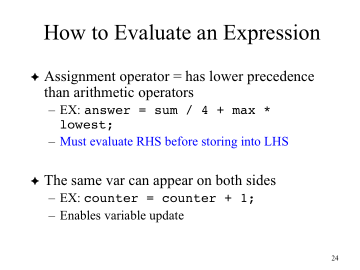 How to Evaluate an Expression
✦ Assignment operator = has lower precedence
than arithmetic operators
– EX: answer = sum / 4 + max *
lowest;
– Must evaluate RHS before storing into LHS
✦ The same var can appear on both sides
– EX: counter = counter + 1;
– Enables variable update
24